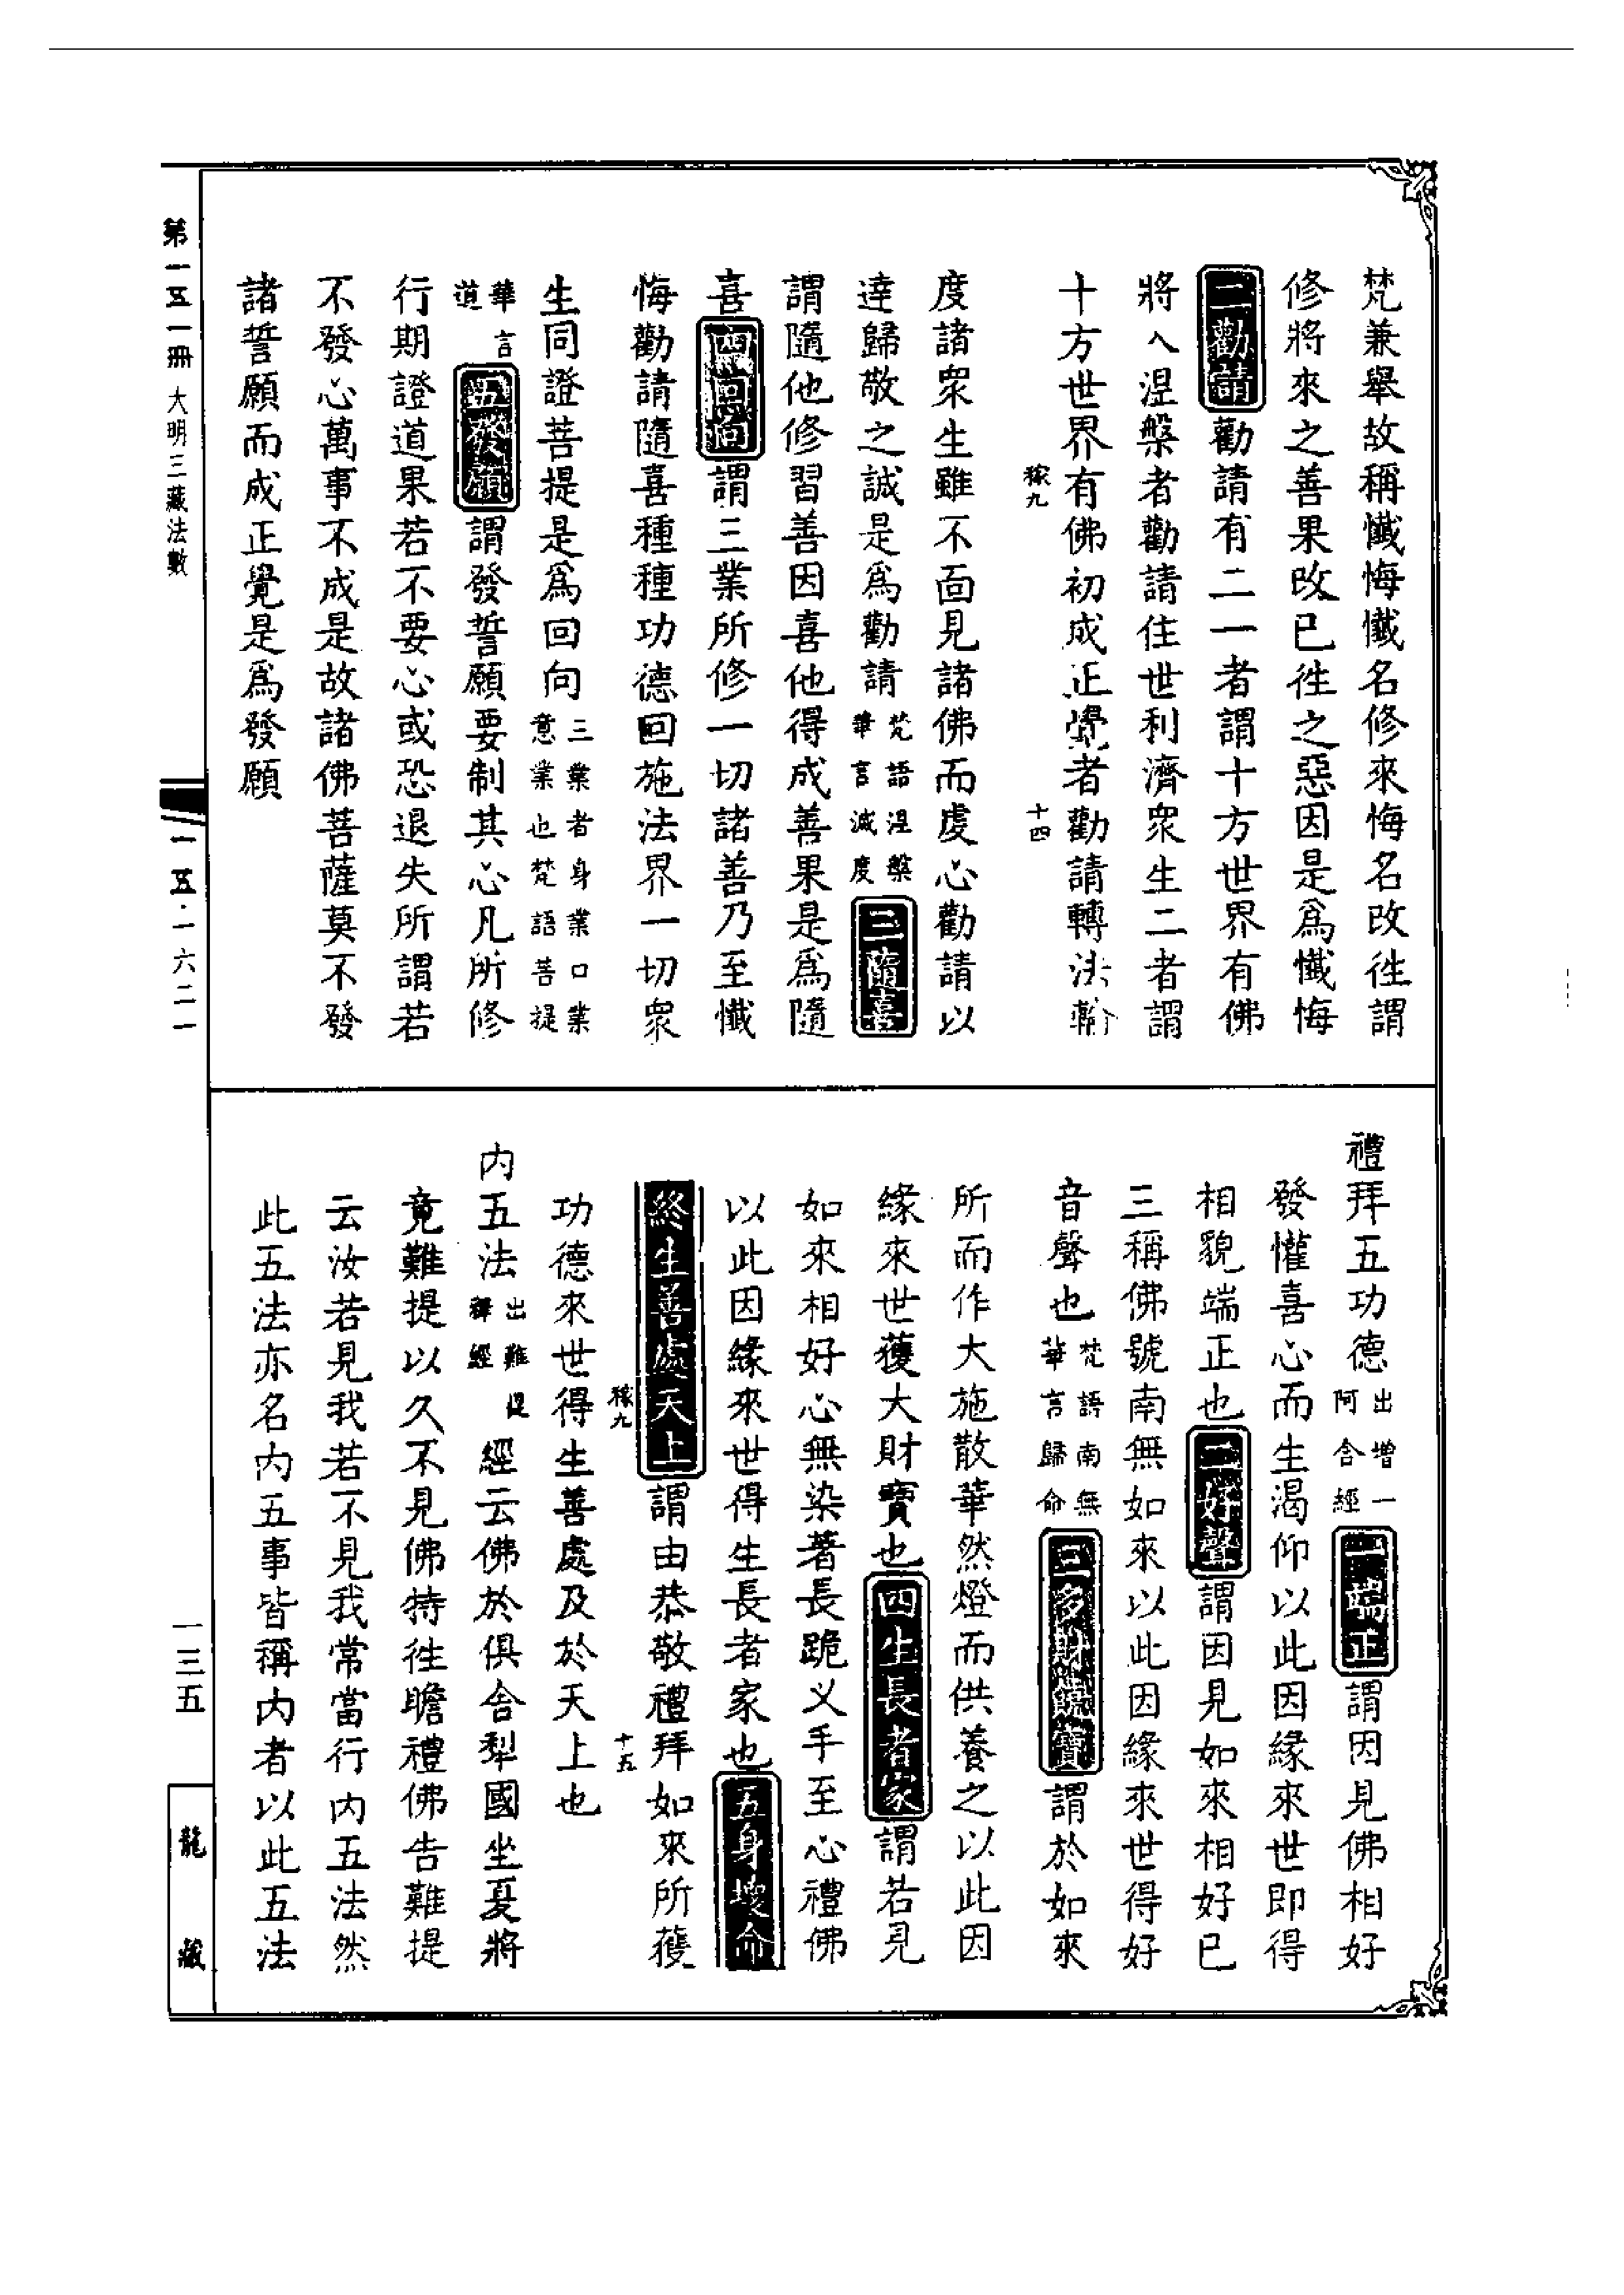 梵兼舉故稱懺悔懺名修來悔名改往謂
修將來之善果改已往之惡因是爲懺悔
二勸請勸請有二一者謂十方世界有佛
將入涅槃者勸請住世利濟衆生二者謂
十方世界有佛初成正覺者勸請轉法輪
稼九
十四
度諸衆生雖不面見諸佛而虔心勸請以
達歸敬之誠是爲勸請梵語涅槃華言滅度三隨喜
謂隨他修習善因喜他得成善果是爲隨
喜四回向謂三業所修一切諸善乃至懺
悔勸請隨喜種種功德回施法界一切衆
生同證菩提是爲回向三業者身業口業意業也梵語菩提
華言道五發願謂發誓願要制其心凡所修
行期證道果若不要心或恐退失所謂若
不發心萬事不成是故諸佛菩薩莫不發
諸誓願而成正覺是爲發願
禮拜五功德出增一阿含經一端正謂因見佛相好
發懽喜心而生渴仰以此因緣來世即得
相貌端正也二好聲謂因見如來相好已
三稱佛號南無如來以此因緣來世得好
音聲也梵語南無華言歸命三多財饒寶謂於如來
所而作大施散華然燈而供養之以此因
緣來世獲大財寶也四生長者家謂若見
如來相好心無染著長跪义手至心禮佛
以此因緣來世得生長者家也五身壞命
終生善處天上謂由恭敬禮拜如來所獲
稼九
十五
功德來世得生善處及於天上也
内五法出難提釋經經云佛於俱舍犁國坐夏將
竟難提以久不見佛特往瞻禮佛告難提
云汝若見我若不見我常當行内五法然
此五法亦名内五事皆稱内者以此五法
第一五一冊 大明三藏法數
一五·一六二一
一三五
龍藏